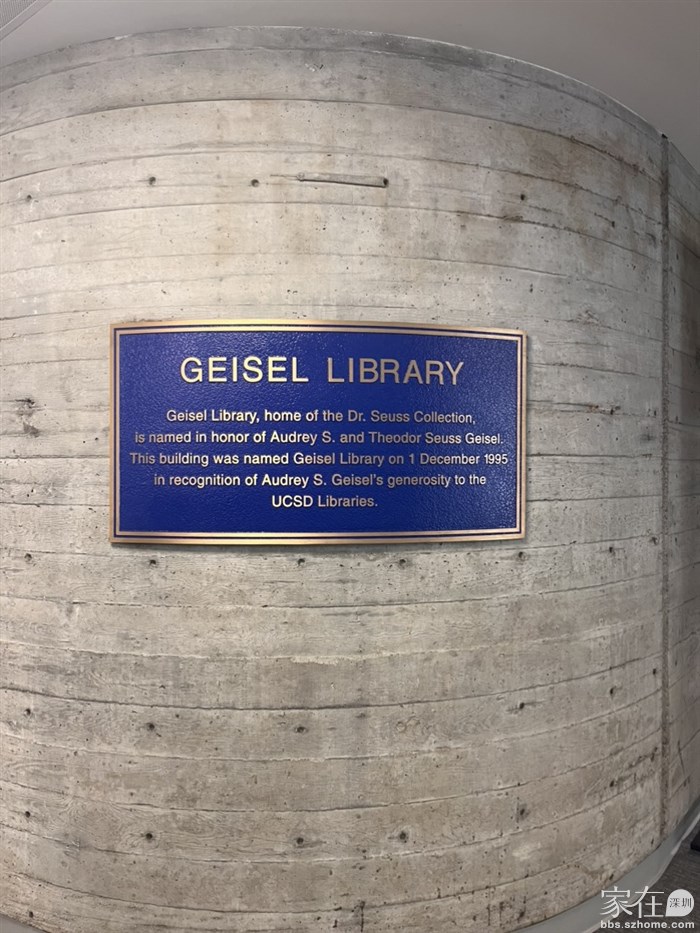 GEISEL LIBRARY
Geisel Library, home of the Dr. Seuss Collection,
is named in honor of Audrey S. and Theodor Seuss Geisel.
This building was named Geisel Library on 1 December 1995
in recognition of Audrey S. Geisel's generosity to the
UCSD Libraries.
家在深圳
bbs.szhome.com